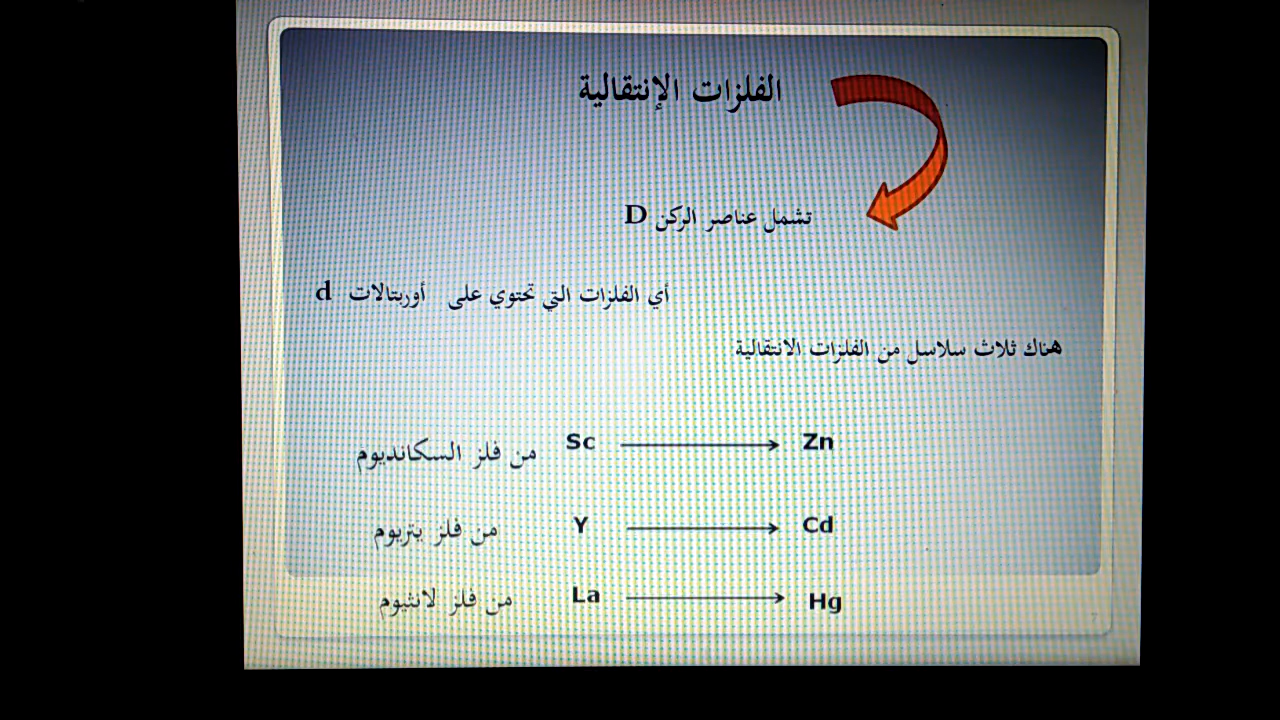 الفلزات الإنتقالية
تشمل عناصر الركن D
أي الفلزات التي تحتوي على أوربتالات d
هناك ثلاث سلاسل من الفلزات الانتقالية
من فلز السكانديوم Sc → Zn
من فلز يتريوم Y → Cd
من فلز لانثيوم La → Hg
7